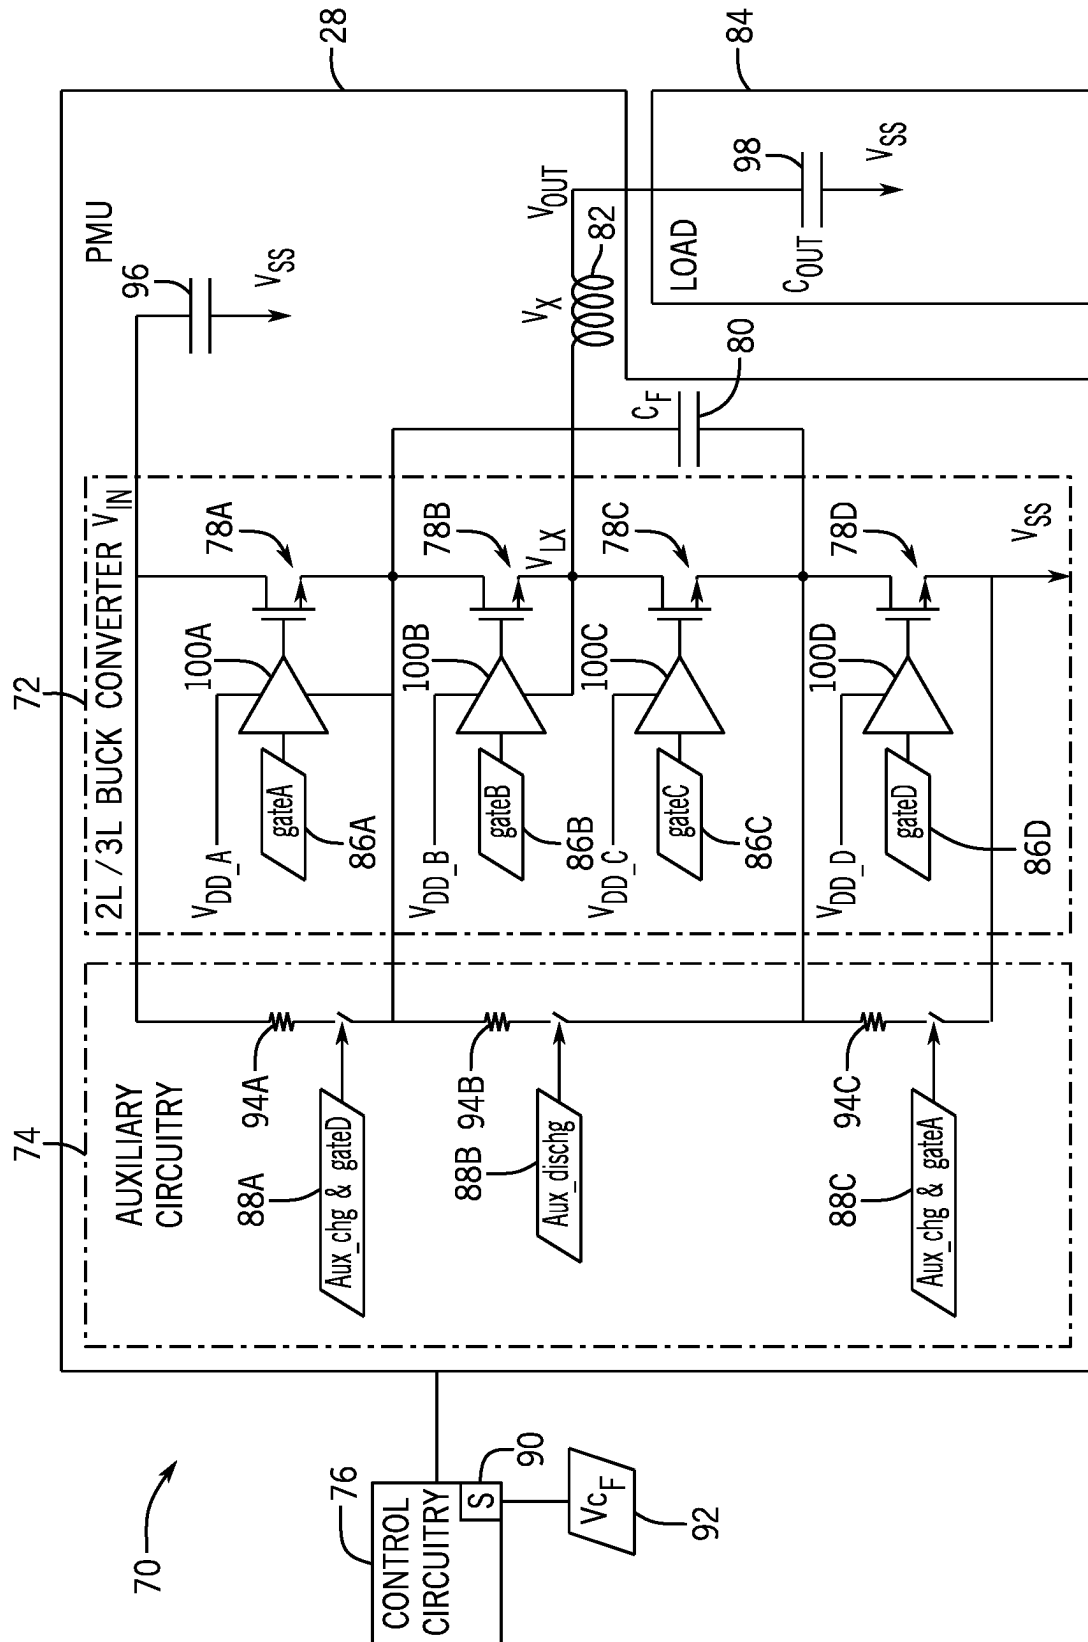 70
76
CONTROL
CIRCUITRY
S
90
Vc_F
92
74
AUXILIARY
CIRCUITRY
88A
Aux_chg & gateD
94A
88B
Aux_dischg
94B
88C
Aux_chg & gateA
94C
72
2L/3L BUCK CONVERTER V_IN
V_DD_A
100A
gateA
86A
78A
V_DD_B
100B
gateB
86B
78B
V_LX
V_DD_C
100C
gateC
86C
78C
V_DD_D
100D
gateD
86D
78D
V_SS
PMU
96
V_SS
28
C_F
80
V_X
82
V_OUT
LOAD
C_OUT
98
V_SS
84